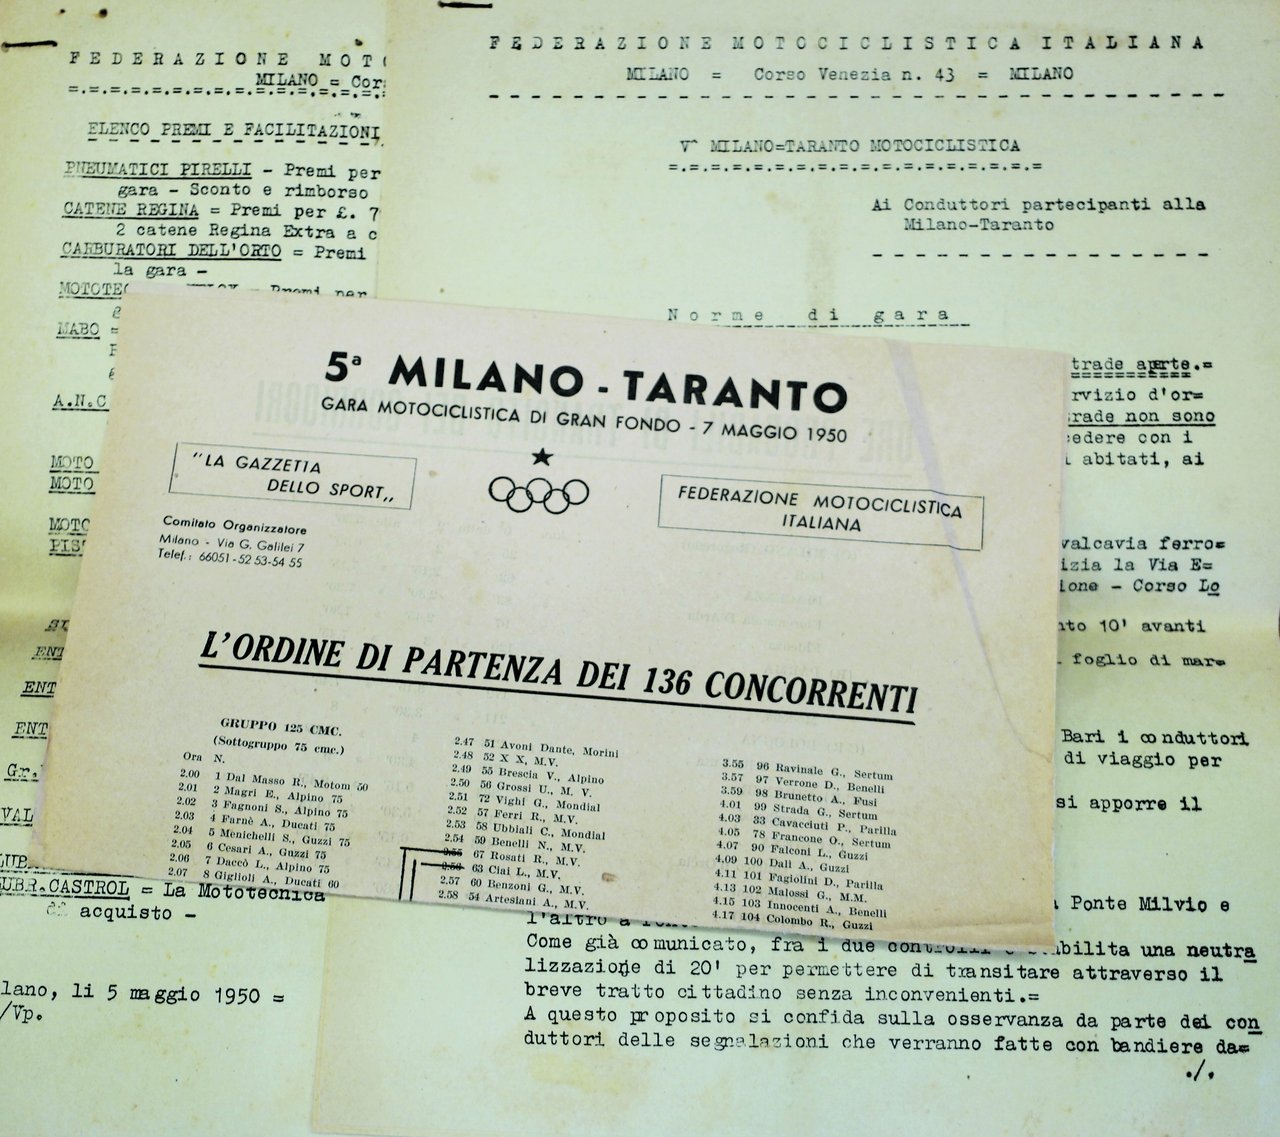 FEDERAZIONE MOTO
MILANO = Cor
ELENCO PREMI E FACILITAZIONI
PNEUMATICI PIRELLI - Premi per
gara - Sconto e rimborso
CATENE REGINA = Premi per £. 7
2 catene Regina Extra a c
CARBURATORI DELL'ORTO = Premi
la gara -
Premi per
MABO =
A.N.C
MOTO
MOTO
MOTO
PIS
ENT
ENT
ENT
Gr.
VAL
LUB
UBR.CASTROL = La Mototecnica
di acquisto -
lano, li 5 maggio 1950 =
/Vp.
FEDERAZIONE MOTOCICLISTICA ITALIANA
MILANO = Corso Venezia n. 43 = MILANO
V^ MILANO=TARANTO MOTOCICLISTICA
Ai Conduttori partecipanti alla
Milano-Taranto
Norme di gara
trade aperte.=
rvizio d'or=
rade non sono
cedere con i
i abitati, ai
valcavia ferro=
izia la Via E=
ione - Corso Lo
nto 10' avanti
foglio di mar=
Bari i conduttori
di viaggio per
si apporre il
a Ponte Milvio e
l'altro a
Come già comunicato, fra i due controlli è stabilita una neutra
lizzazione di 20' per permettere di transitare attraverso il
breve tratto cittadino senza inconvenienti.=
A questo proposito si confida sulla osservanza da parte dei con
duttori delle segnalazioni che verranno fatte con bandiere da=
./.
5ª MILANO - TARANTO
GARA MOTOCICLISTICA DI GRAN FONDO - 7 MAGGIO 1950
"LA GAZZETTA
DELLO SPORT,,
FEDERAZIONE MOTOCICLISTICA
ITALIANA
Comitato Organizzatore
Milano - Via G. Galilei 7
Telef.: 66051-52 53-54 55
L'ORDINE DI PARTENZA DEI 136 CONCORRENTI
GRUPPO 125 CMC.
(Sottogruppo 75 cmc.)
Ora N.
2.00 1 Dal Masso R., Motom 50
2.01 2 Magri E., Alpino 75
2.02 3 Fagnoni S., Alpino 75
2.03 4 Farnè A., Ducati 75
2.04 5 Menichelli S., Guzzi 75
2.05 6 Cesari A., Guzzi 75
2.06 7 Daccò L., Alpino 75
2.07 8 Giglioli A., Ducati 60
2.47 51 Avoni Dante, Morini
2.48 52 X X, M.V.
2.49 55 Brescia V., Alpino
2.50 56 Grossi U., M. V.
2.51 72 Vighi G., Mondial
2.52 57 Ferri R., M.V.
2.53 58 Ubbiali C., Mondial
2.54 59 Benelli N., M.V.
2.55 67 Rosati R., M.V.
2.56 63 Ciai L., M.V.
2.57 60 Benzoni G., M.V.
2.58 54 Artesiani A., M.V.
3.55 96 Ravinale G., Sertum
3.57 97 Verrone D., Benelli
3.59 98 Brunetto A., Fusi
4.01 99 Strada G., Sertum
4.03 33 Cavacciuti P., Parilla
4.05 78 Francone O., Sertum
4.07 90 Falconi L., Guzzi
4.09 100 Dall A., Guzzi
4.11 101 Fagiolini D., Parilla
4.13 102 Malossi G., M.M.
4.15 103 Innocenti A., Benelli
4.17 104 Colombo R., Guzzi